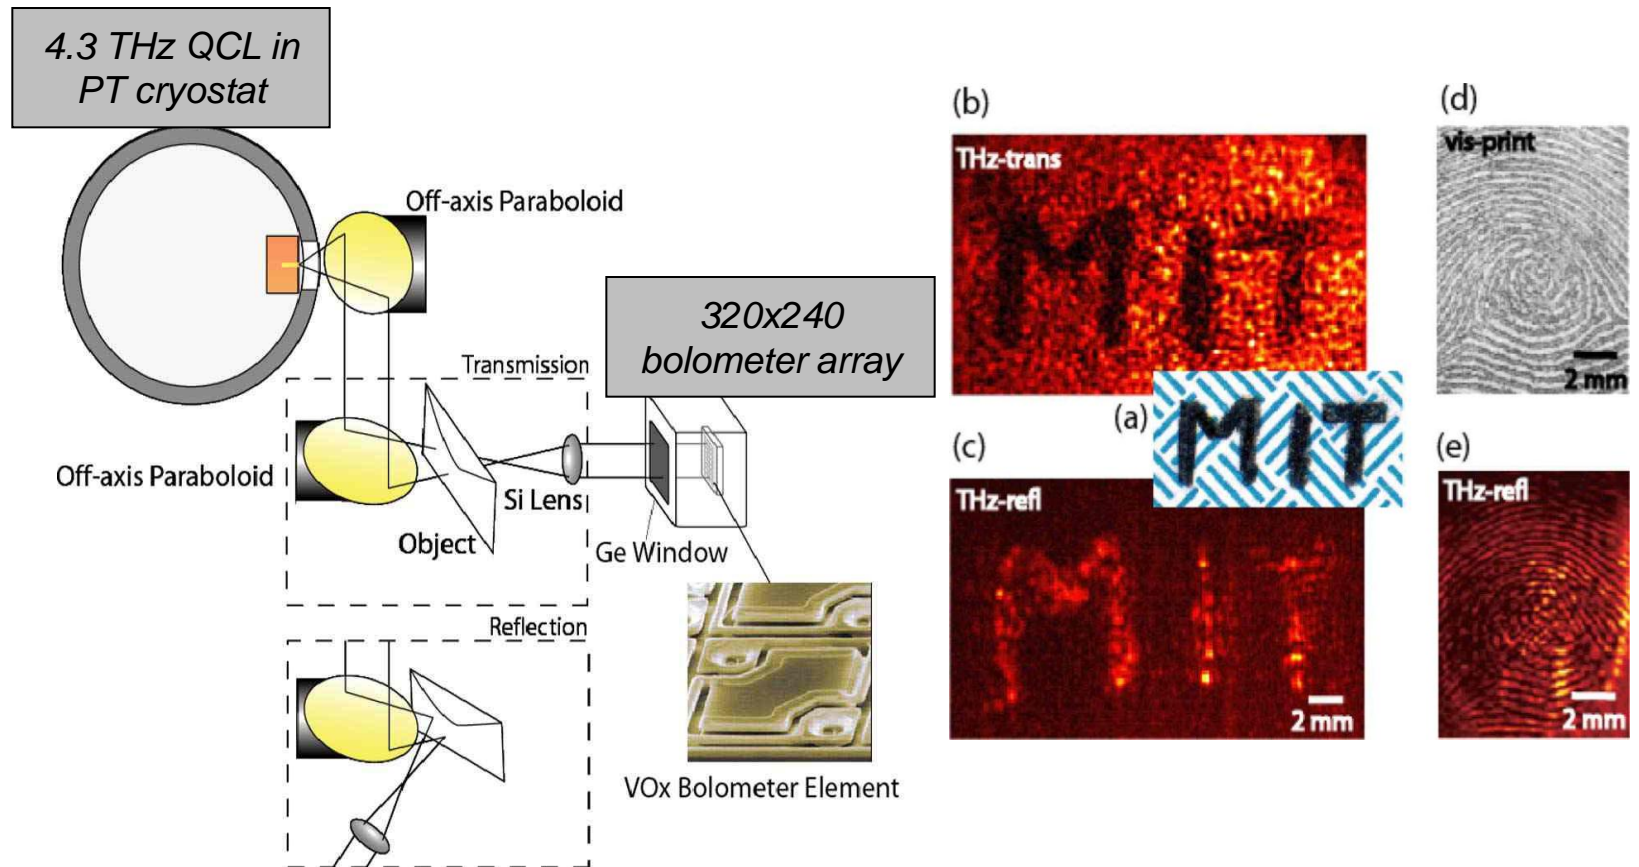 4.3 THz QCL in
PT cryostat
Off-axis Paraboloid
320x240
bolometer array
Transmission
Off-axis Paraboloid
Si Lens
Object
Ge Window
Reflection
VOx Bolometer Element
(b)
THz-trans
(a)
MIT
(c)
THz-refl
MIT
2 mm
(d)
vis-print
2 mm
(e)
THz-refl
2 mm